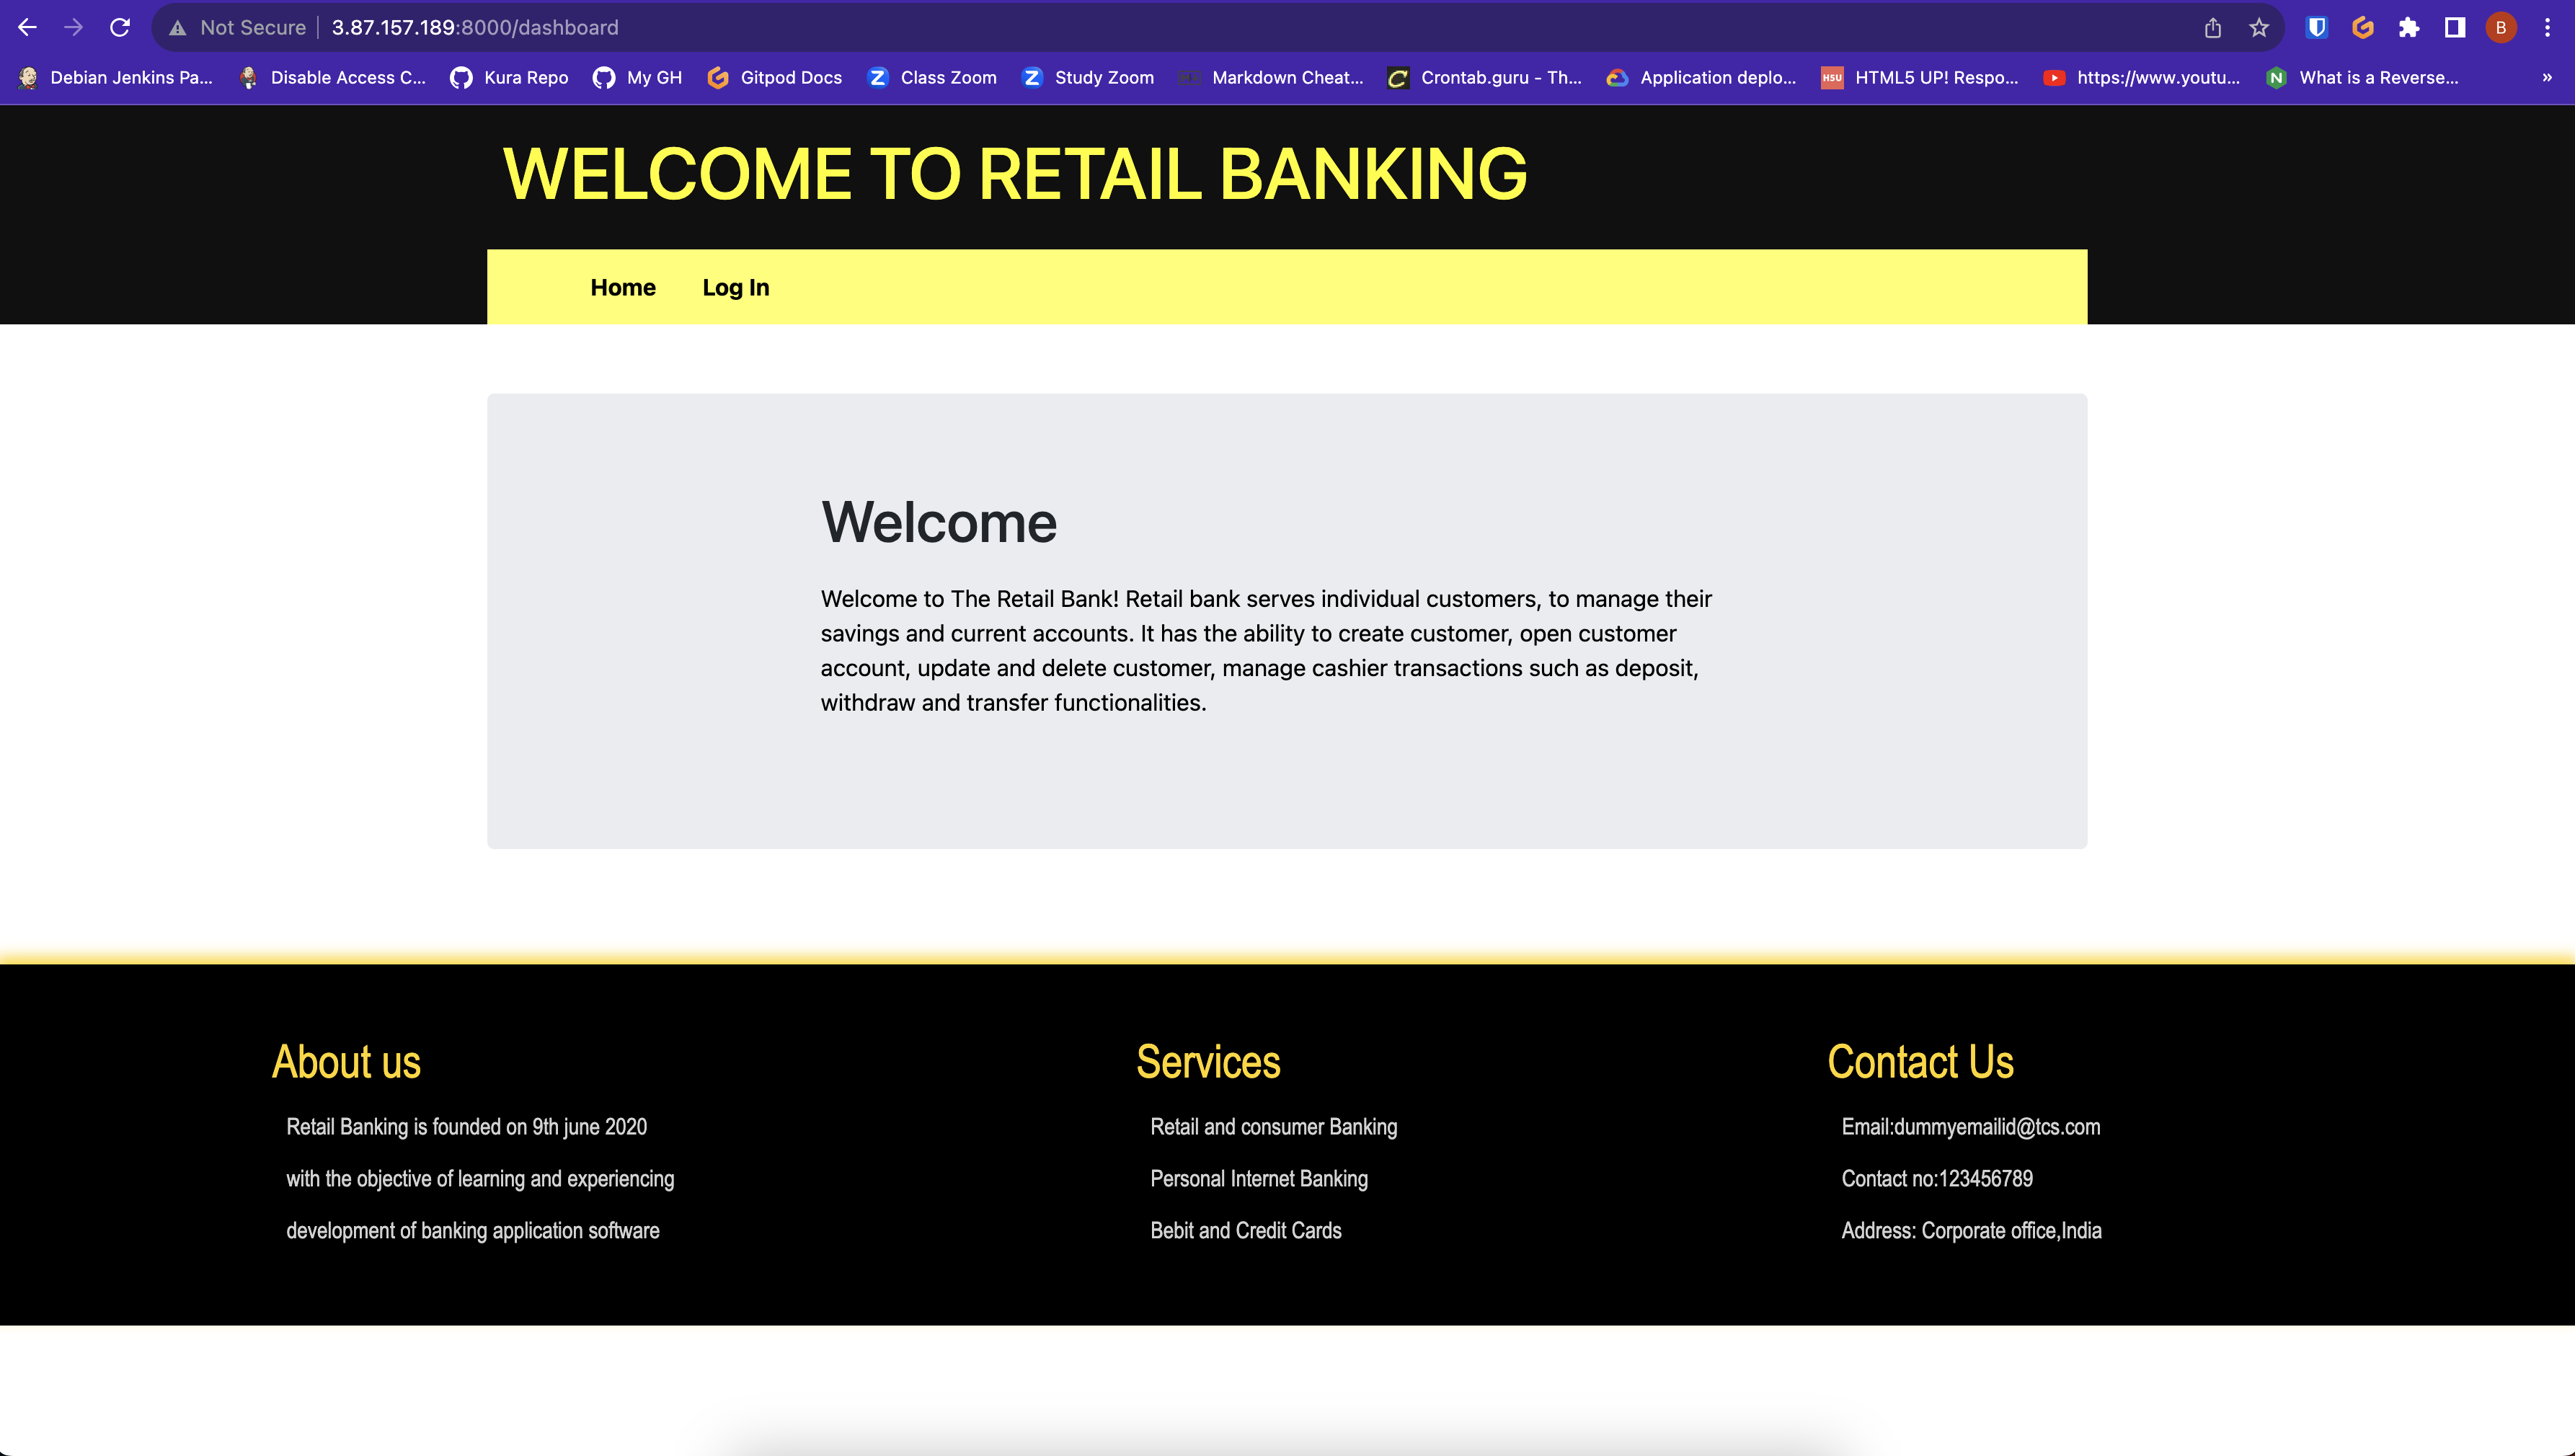 Not Secure 3.87.157.189:8000/dashboard
B
Debian Jenkins Pa... Disable Access C... Kura Repo My GH Gitpod Docs Class Zoom Study Zoom Markdown Cheat... Crontab.guru - Th... Application deplo... HSU HTML5 UP! Respo... https://www.youtu... What is a Reverse... »
WELCOME TO RETAIL BANKING
Home Log In
Welcome
Welcome to The Retail Bank! Retail bank serves individual customers, to manage their
savings and current accounts. It has the ability to create customer, open customer
account, update and delete customer, manage cashier transactions such as deposit,
withdraw and transfer functionalities.
About us
Retail Banking is founded on 9th june 2020
with the objective of learning and experiencing
development of banking application software
Services
Retail and consumer Banking
Personal Internet Banking
Bebit and Credit Cards
Contact Us
Email:dummyemailid@tcs.com
Contact no:123456789
Address: Corporate office,India